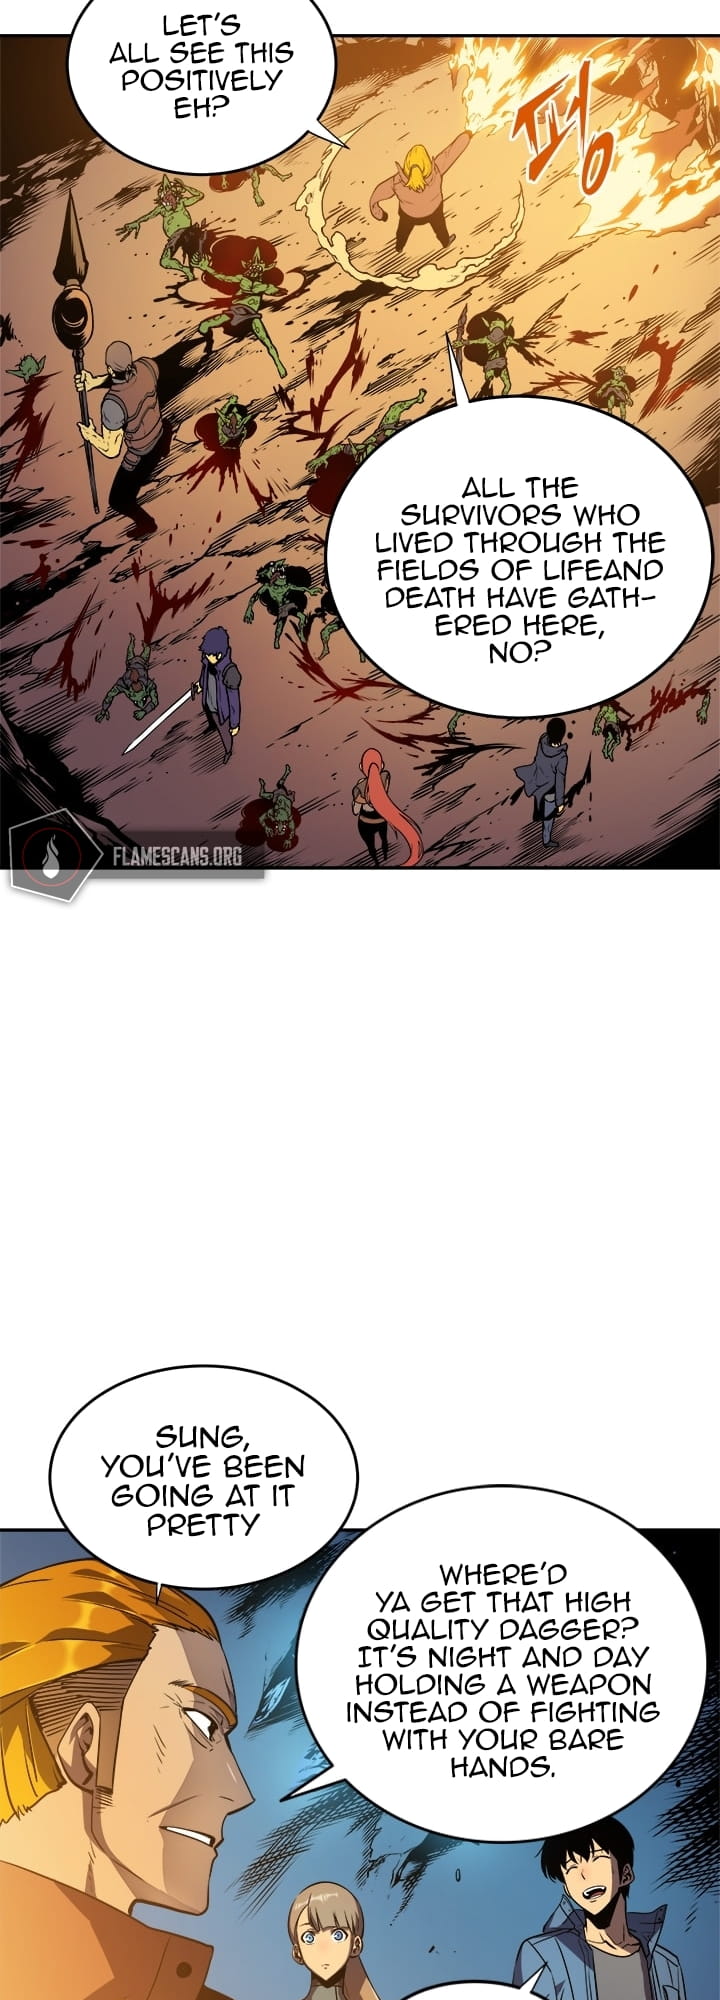 LET'S
ALL SEE THIS
POSITIVELY
EH?
펑
ALL THE
SURVIVORS WHO
LIVED THROUGH THE
FIELDS OF LIFEAND
DEATH HAVE GATH-
ERED HERE,
NO?
FLAMESCANS.ORG
SUNG,
YOU'VE BEEN
GOING AT IT
PRETTY
WHERE'D
YA GET THAT HIGH
QUALITY DAGGER?
IT'S NIGHT AND DAY
HOLDING A WEAPON
INSTEAD OF FIGHTING
WITH YOUR BARE
HANDS.